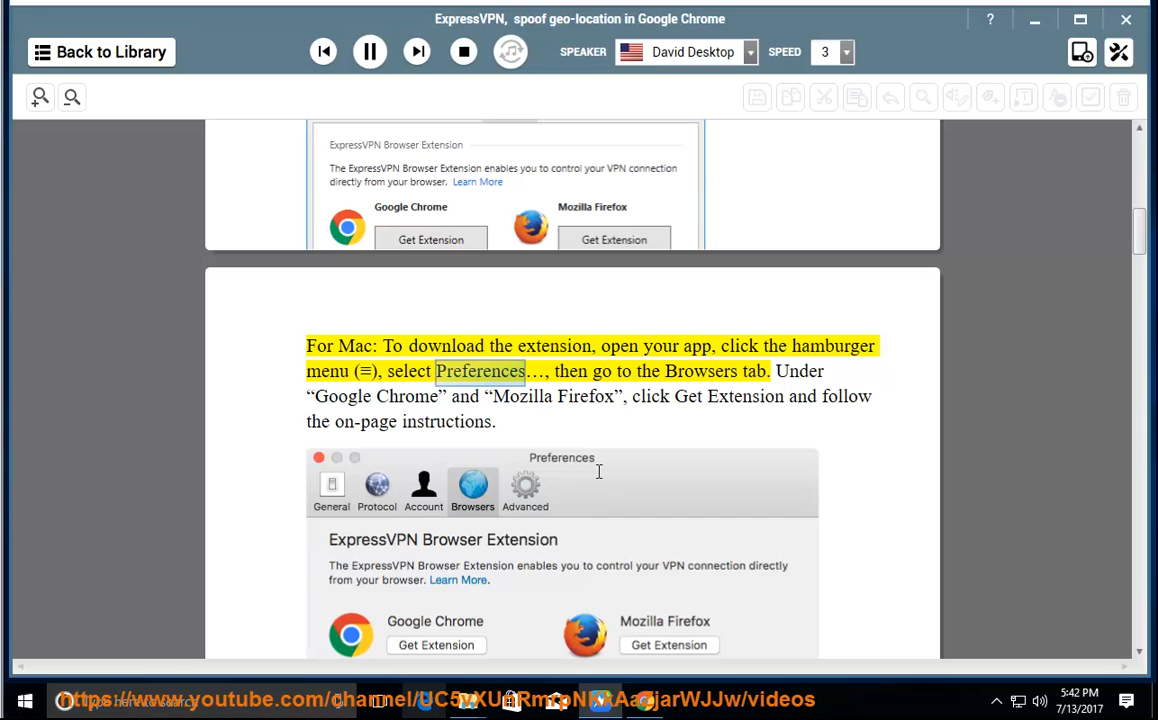 ExpressVPN, spoof geo-location in Google Chrome
Back to Library
SPEAKER
David Desktop
SPEED
3
ExpressVPN Browser Extension
The ExpressVPN Browser Extension enables you to control your VPN connection
directly from your browser. Learn More
Google Chrome
Mozilla Firefox
Get Extension
Get Extension
For Mac: To download the extension, open your app, click the hamburger
menu (≡), select Preferences…, then go to the Browsers tab. Under
“Google Chrome” and “Mozilla Firefox”, click Get Extension and follow
the on-page instructions.
Preferences
General
Protocol
Account
Browsers
Advanced
ExpressVPN Browser Extension
The ExpressVPN Browser Extension enables you to control your VPN connection directly
from your browser. Learn More.
Google Chrome
Mozilla Firefox
Get Extension
Get Extension
5:42 PM
7/13/2017